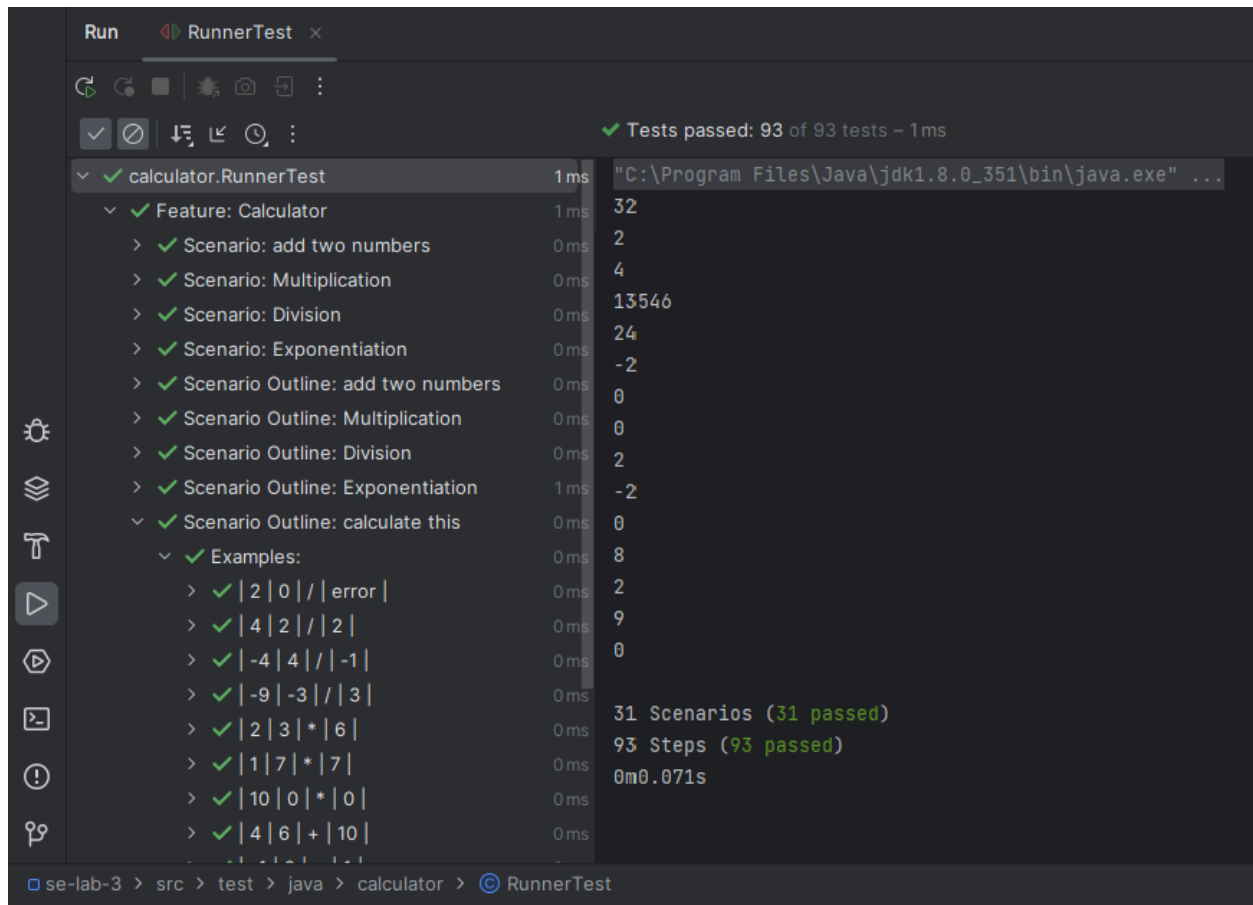 Run RunnerTest ×
✓ Tests passed: 93 of 93 tests – 1 ms
calculator.RunnerTest 1 ms
Feature: Calculator 1 ms
Scenario: add two numbers 0 ms
Scenario: Multiplication 0 ms
Scenario: Division 0 ms
Scenario: Exponentiation 0 ms
Scenario Outline: add two numbers 0 ms
Scenario Outline: Multiplication 0 ms
Scenario Outline: Division 0 ms
Scenario Outline: Exponentiation 1 ms
Scenario Outline: calculate this 0 ms
Examples: 0 ms
| 2 | 0 | / | error | 0 ms
| 4 | 2 | / | 2 | 0 ms
| -4 | 4 | / | -1 | 0 ms
| -9 | -3 | / | 3 | 0 ms
| 2 | 3 | * | 6 | 0 ms
| 1 | 7 | * | 7 | 0 ms
| 10 | 0 | * | 0 | 0 ms
| 4 | 6 | + | 10 | 0 ms
"C:\Program Files\Java\jdk1.8.0_351\bin\java.exe" ...
32
2
4
13546
24
-2
0
0
2
-2
0
8
2
9
0
31 Scenarios (31 passed)
93 Steps (93 passed)
0m0.071s
se-lab-3 > src > test > java > calculator > RunnerTest